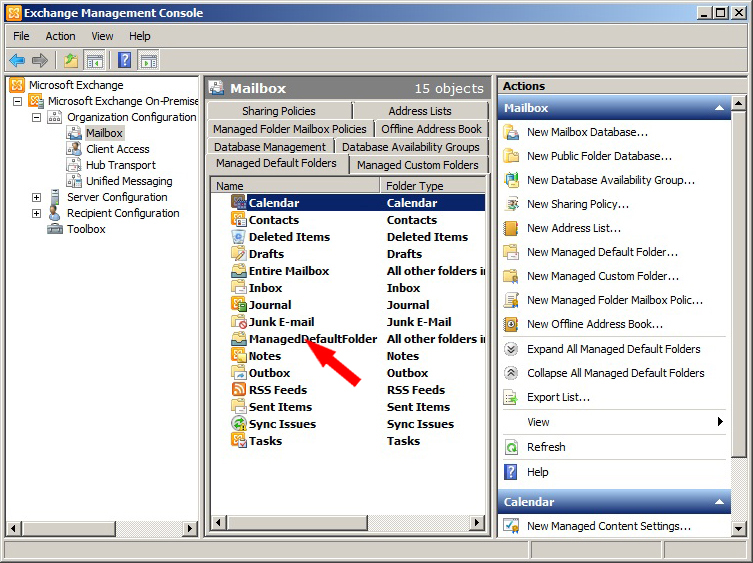 Exchange Management Console
File Action View Help
Microsoft Exchange
Microsoft Exchange On-Premise
Organization Configuration
Mailbox
Client Access
Hub Transport
Unified Messaging
Server Configuration
Recipient Configuration
Toolbox
Mailbox 15 objects
Sharing Policies Address Lists
Managed Folder Mailbox Policies Offline Address Book
Database Management Database Availability Groups
Managed Default Folders Managed Custom Folders
Name Folder Type
Calendar Calendar
Contacts Contacts
Deleted Items Deleted Items
Drafts Drafts
Entire Mailbox All other folders in
Inbox Inbox
Journal Journal
Junk E-mail Junk E-Mail
ManagedDefaultFolder All other folders in
Notes Notes
Outbox Outbox
RSS Feeds RSS Feeds
Sent Items Sent Items
Sync Issues Sync Issues
Tasks Tasks
Actions
Mailbox
New Mailbox Database...
New Public Folder Database...
New Database Availability Group...
New Sharing Policy...
New Address List...
New Managed Default Folder...
New Managed Custom Folder...
New Managed Folder Mailbox Polic...
New Offline Address Book...
Expand All Managed Default Folders
Collapse All Managed Default Folders
Export List...
View
Refresh
Help
Calendar
New Managed Content Settings...